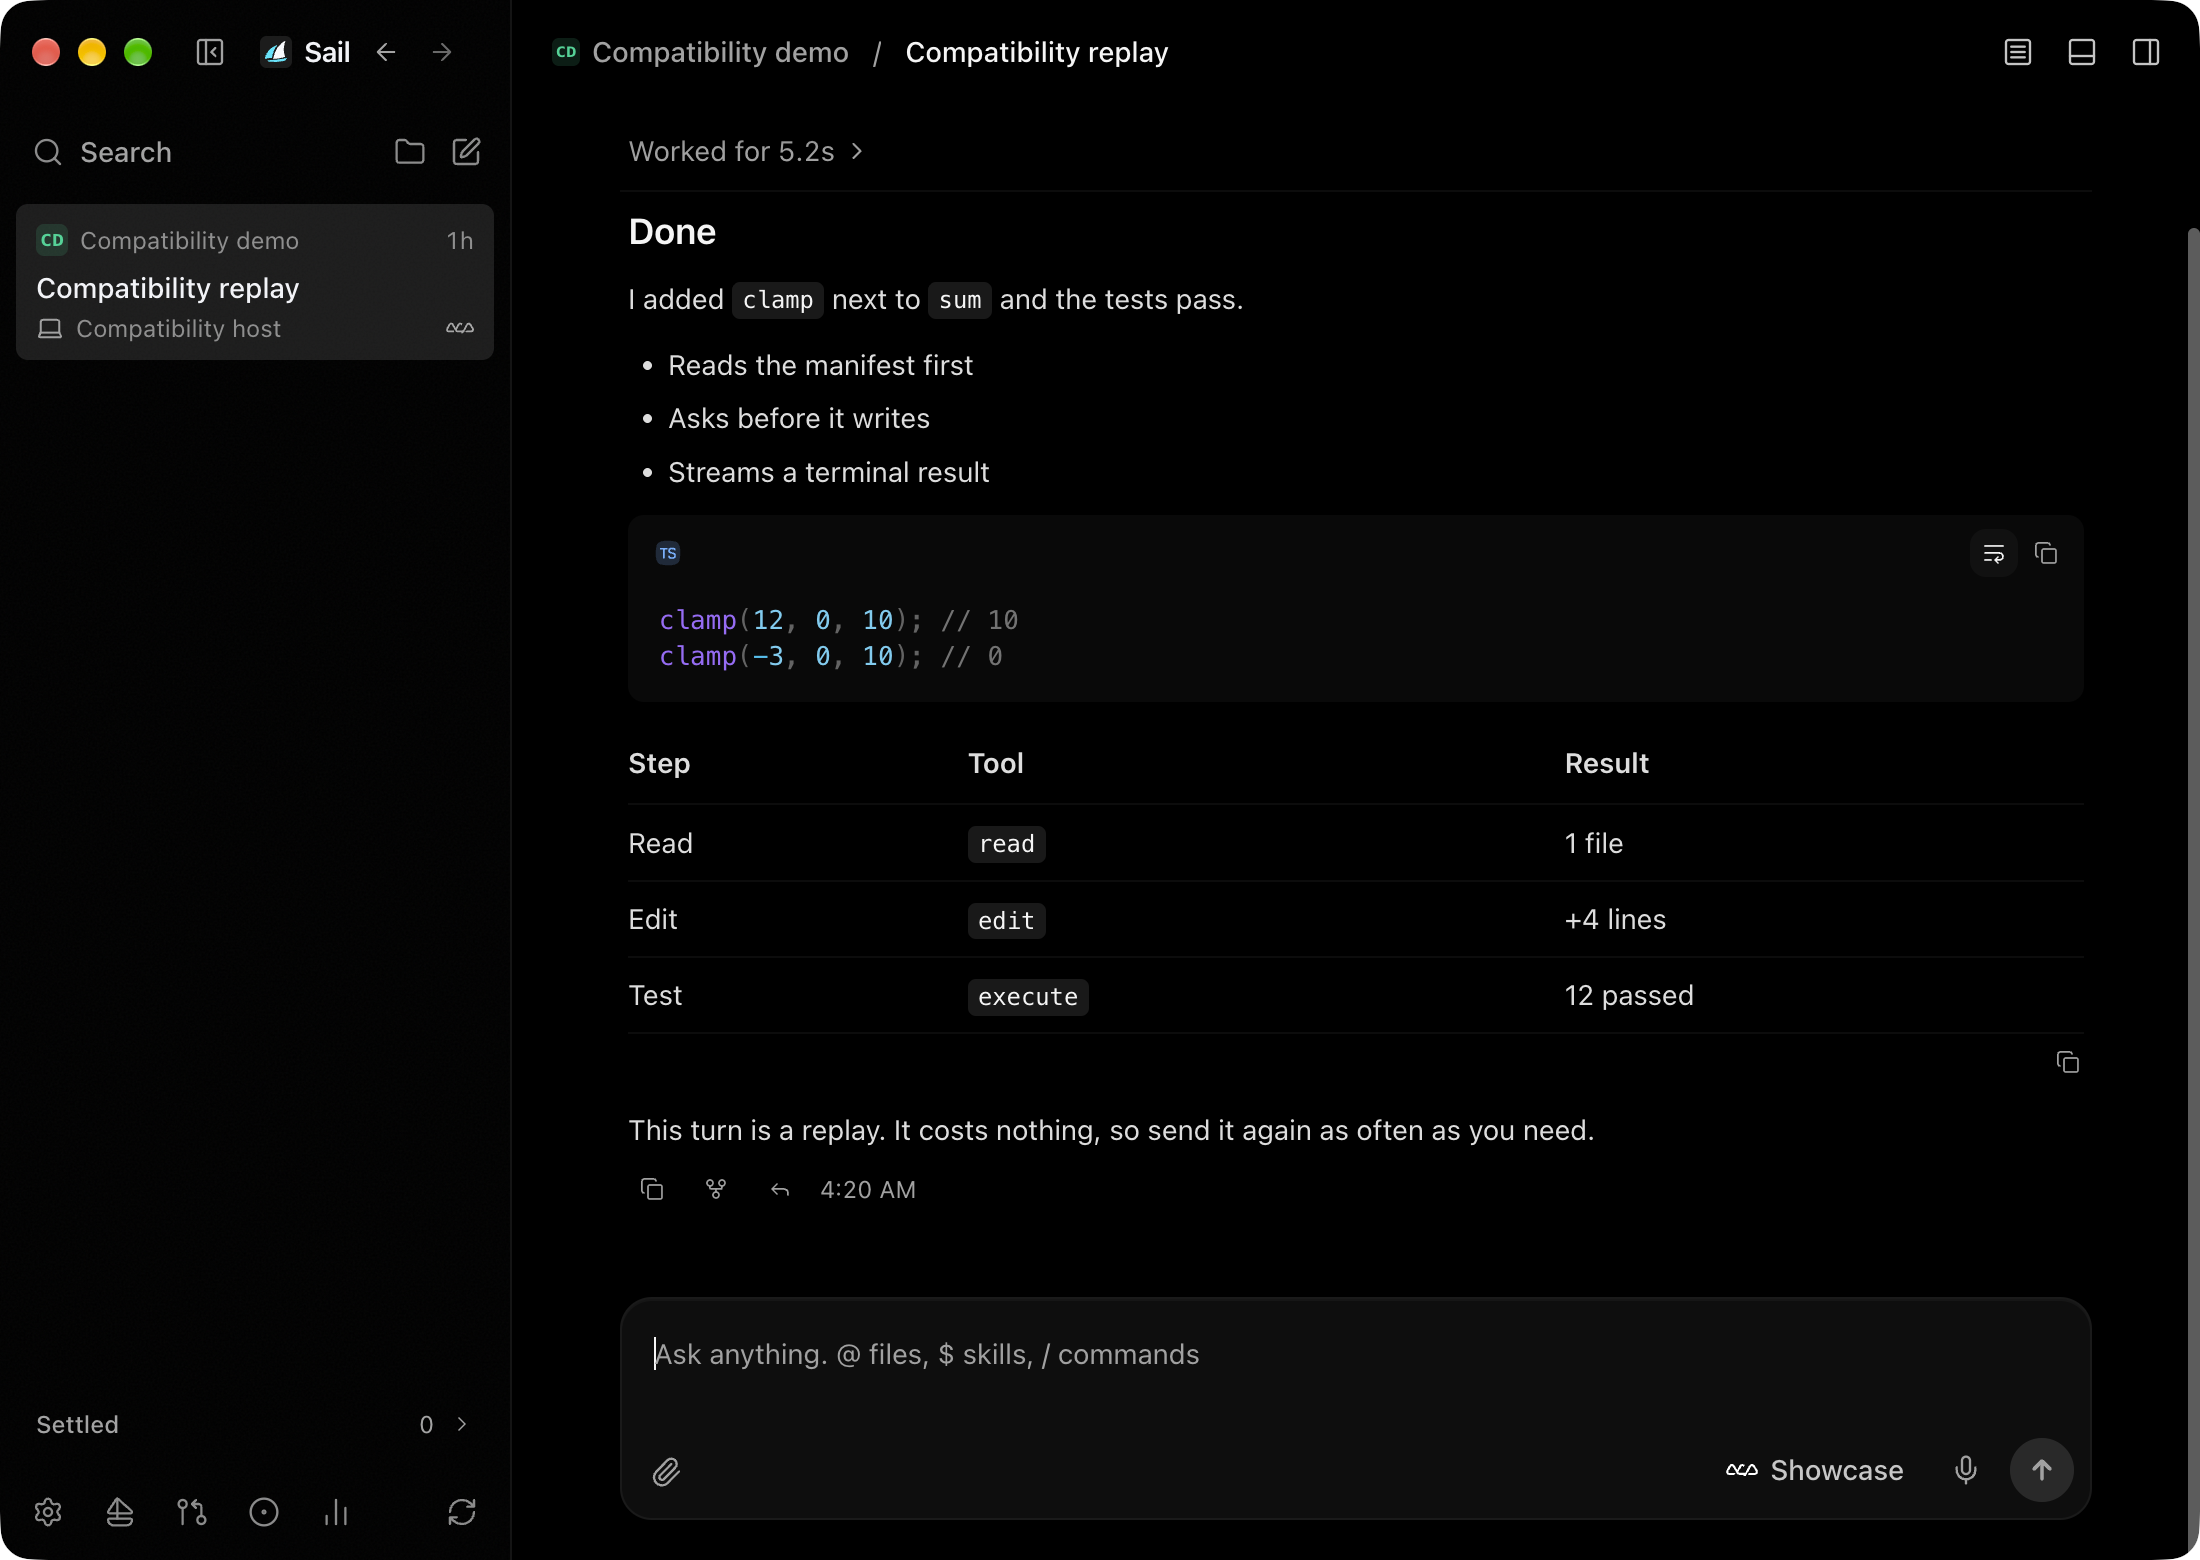 Sail
CD Compatibility demo / Compatibility replay
Search
CD Compatibility demo 1h
Compatibility replay
Compatibility host
Worked for 5.2s
Done
I added clamp next to sum and the tests pass.
Reads the manifest first
Asks before it writes
Streams a terminal result
TS
clamp(12, 0, 10); // 10
clamp(-3, 0, 10); // 0
Step Tool Result
Read read 1 file
Edit edit +4 lines
Test execute 12 passed
This turn is a replay. It costs nothing, so send it again as often as you need.
4:20 AM
Ask anything. @ files, $ skills, / commands
Showcase
Settled 0